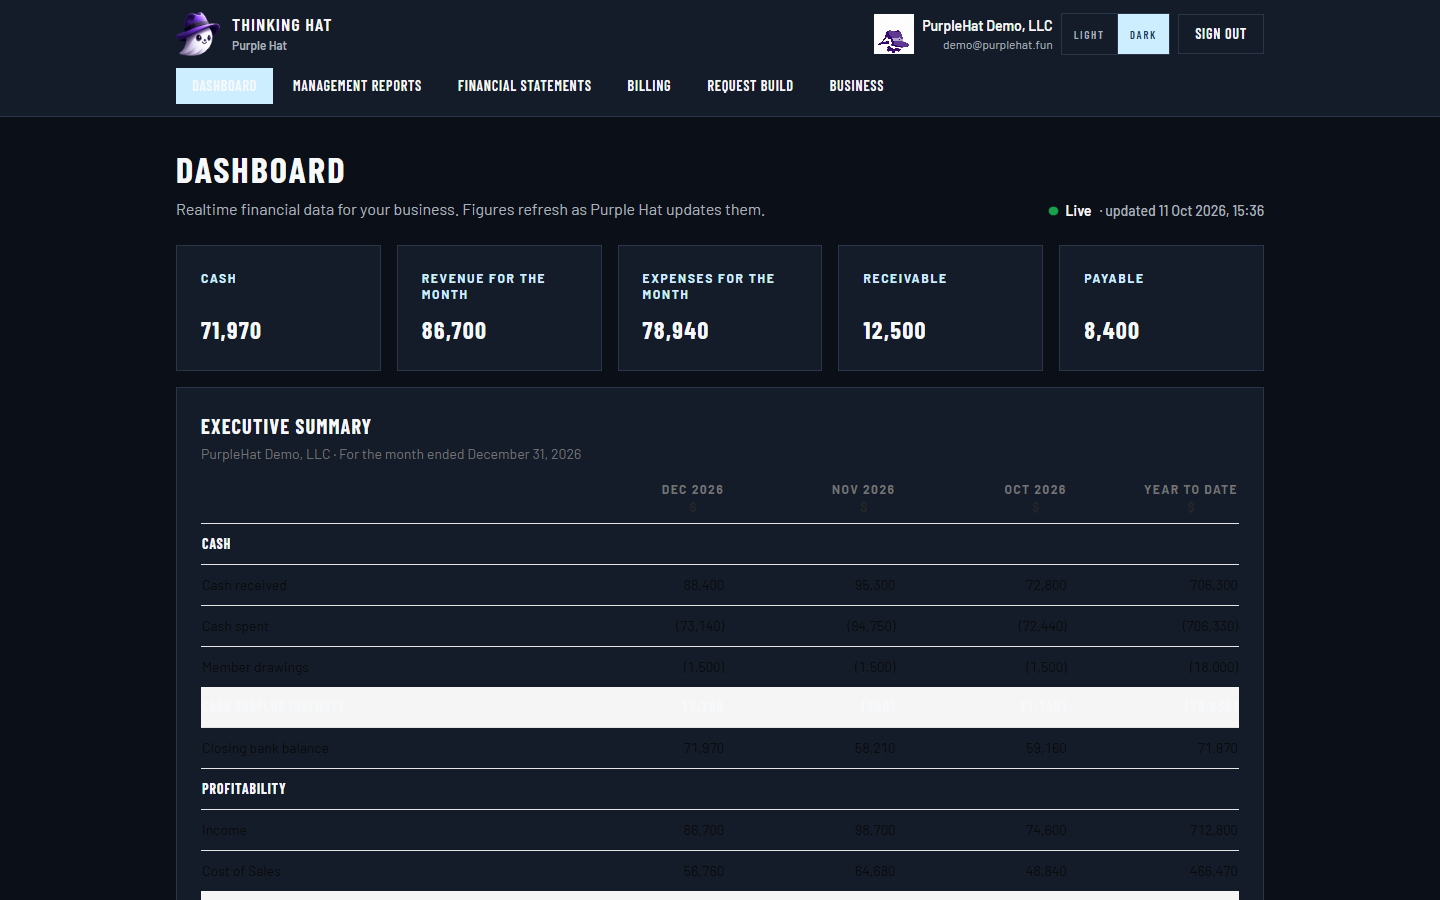 THINKING HAT
Purple Hat
PurpleHat Demo, LLC
demo@purplehat.fun
LIGHT
DARK
SIGN OUT
DASHBOARD
MANAGEMENT REPORTS
FINANCIAL STATEMENTS
BILLING
REQUEST BUILD
BUSINESS
DASHBOARD
Realtime financial data for your business. Figures refresh as Purple Hat updates them.
Live · updated 11 Oct 2026, 15:36
CASH
71,970
REVENUE FOR THE
MONTH
86,700
EXPENSES FOR THE
MONTH
78,940
RECEIVABLE
12,500
PAYABLE
8,400
EXECUTIVE SUMMARY
PurpleHat Demo, LLC · For the month ended December 31, 2026
DEC 2026 NOV 2026 OCT 2026 YEAR TO DATE
$ $ $ $
CASH
Cash received 88,400 95,300 72,800 706,300
Cash spent (73,140) (94,750) (72,440) (706,330)
Member drawings (1,500) (1,500) (1,500) (18,000)
Closing bank balance 71,970 58,210 59,160 71,970
PROFITABILITY
Income 86,700 98,700 74,600 712,800
Cost of Sales 56,760 64,680 48,840 466,470